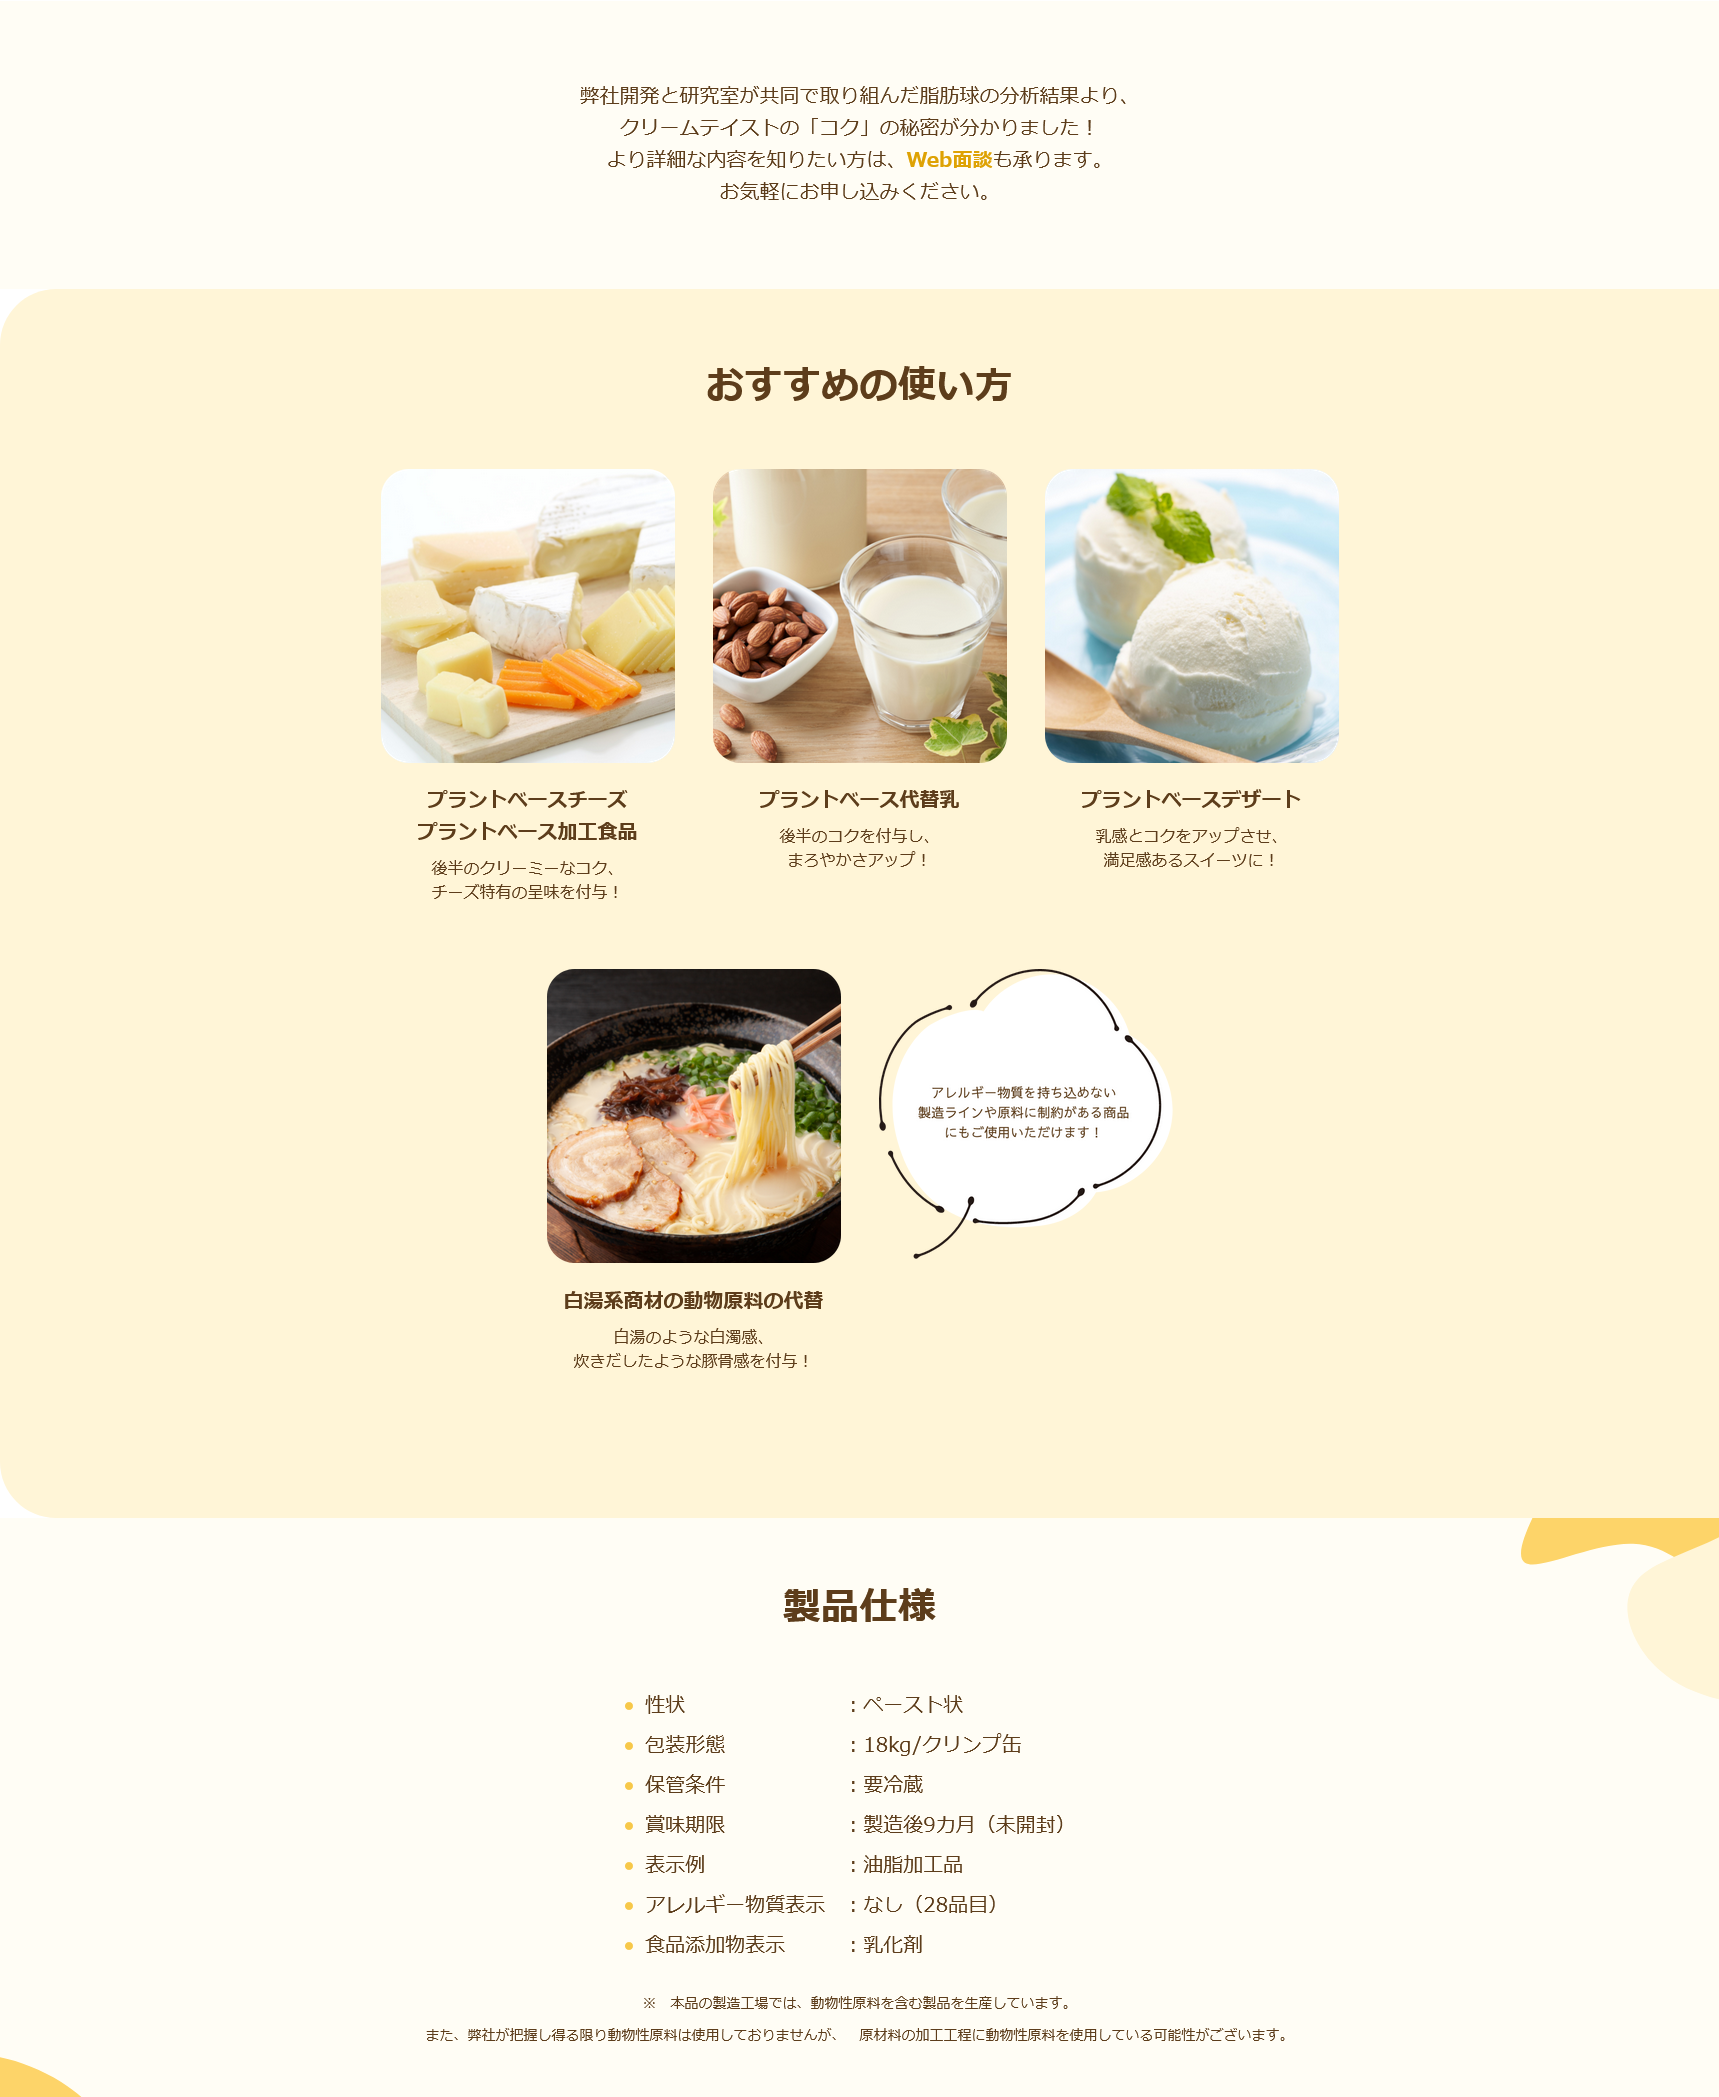 弊社開発と研究室が共同で取り組んだ脂肪球の分析結果より、
クリームテイストの「コク」の秘密が分かりました！
より詳細な内容を知りたい方は、Web面談も承ります。
お気軽にお申し込みください。
おすすめの使い方
プラントベースチーズ
プラントベース加工食品
後半のクリーミーなコク、
チーズ特有の呈味を付与！
プラントベース代替乳
後半のコクを付与し、
まろやかさアップ！
プラントベースデザート
乳感とコクをアップさせ、
満足感あるスイーツに！
白湯系商材の動物原料の代替
白湯のような白濁感、
炊きだしたような豚骨感を付与！
アレルギー物質を持ち込めない
製造ラインや原料に制約がある商品
にもご使用いただけます！
製品仕様
性状：ペースト状
包装形態：18kg/クリンプ缶
保管条件：要冷蔵
賞味期限：製造後9カ月（未開封）
表示例：油脂加工品
アレルギー物質表示：なし（28品目）
食品添加物表示：乳化剤
※　本品の製造工場では、動物性原料を含む製品を生産しています。
また、弊社が把握し得る限り動物性原料は使用しておりませんが、　原材料の加工工程に動物性原料を使用している可能性がございます。